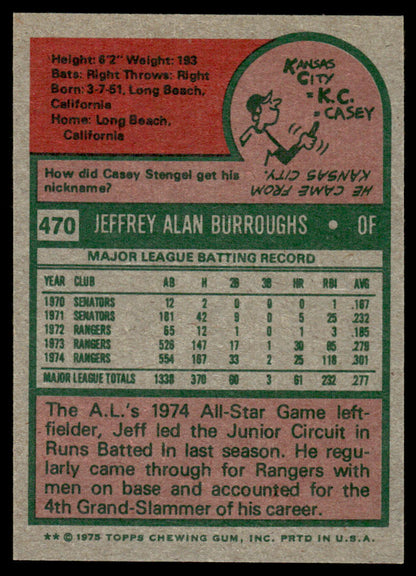 Height: 6'2" Weight: 193
Bats: Right Throws: Right
Born: 3-7-51, Long Beach,
California
Home: Long Beach,
California
KANSAS
CITY
= K.C.
= CASEY
How did Casey Stengel get his
nickname?
HE CAME FROM
KANSAS CITY.
470 JEFFREY ALAN BURROUGHS • OF
MAJOR LEAGUE BATTING RECORD
YEAR CLUB AB H 2B 3B HR RBI AVG
1970 SENATORS 12 2 0 0 0 1 .167
1971 SENATORS 181 42 9 0 5 25 .232
1972 RANGERS 65 12 1 0 1 3 .185
1973 RANGERS 526 147 17 1 30 85 .279
1974 RANGERS 554 167 33 2 25 118 .301
MAJOR LEAGUE TOTALS 1338 370 60 3 61 232 .277
The A.L.'s 1974 All-Star Game left-
fielder, Jeff led the Junior Circuit in
Runs Batted In last season. He regu-
larly came through for Rangers with
men on base and accounted for the
4th Grand-Slammer of his career.
** © 1975 TOPPS CHEWING GUM, INC. PRTD IN U.S.A.